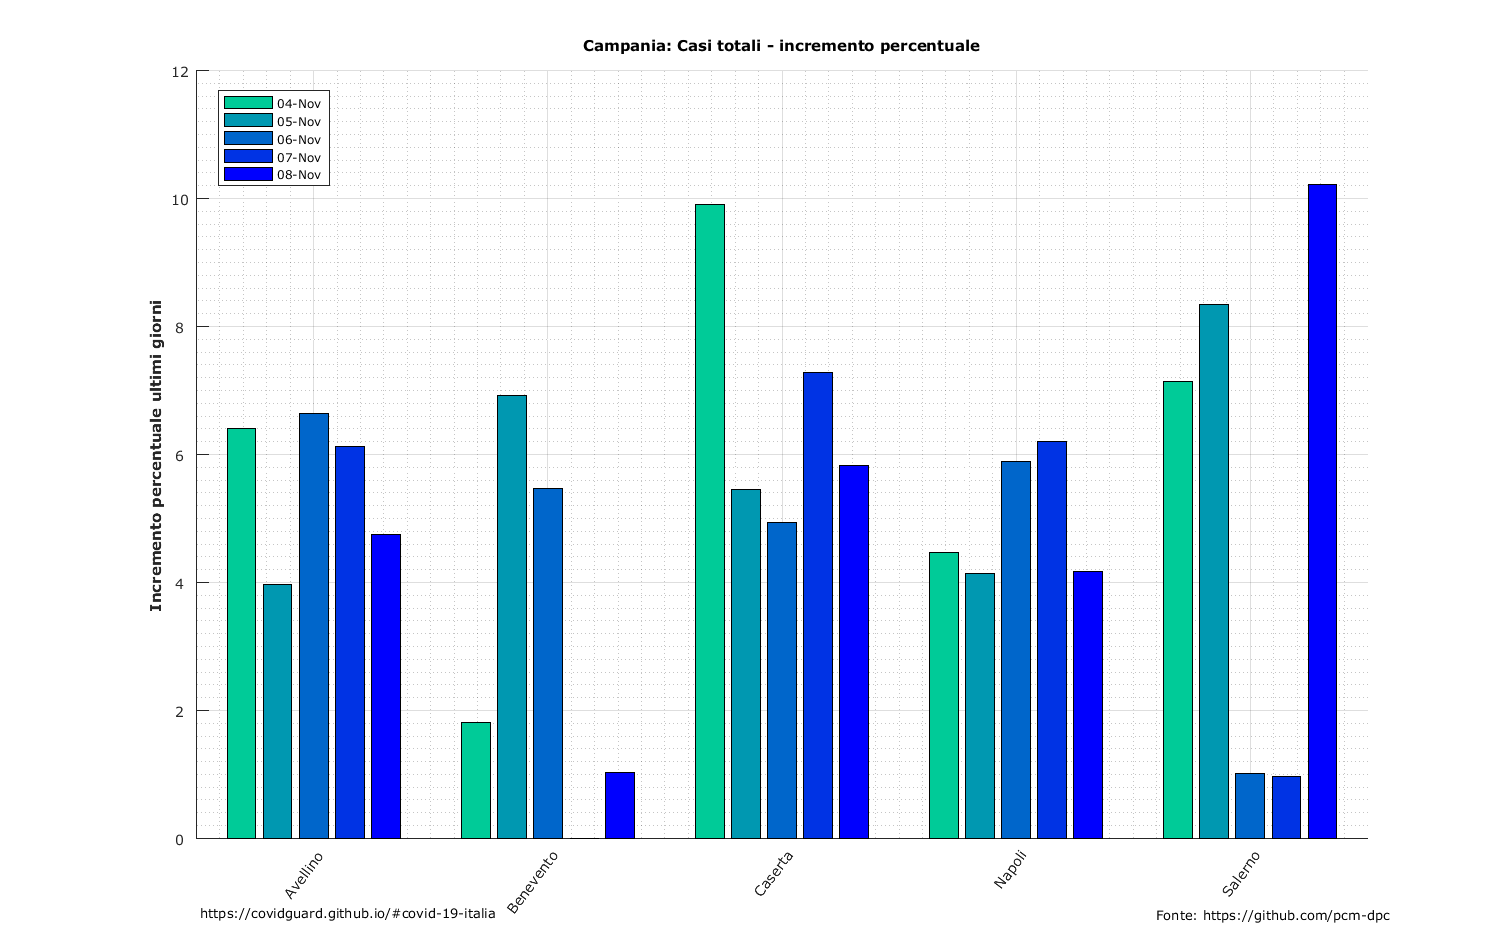 Campania: Casi totali - incremento percentuale
12
10
8
6
4
2
0
Incremento percentuale ultimi giorni
04-Nov
05-Nov
06-Nov
07-Nov
08-Nov
Avellino
Benevento
Caserta
Napoli
Salerno
https://covidguard.github.io/#covid-19-italia
Fonte: https://github.com/pcm-dpc